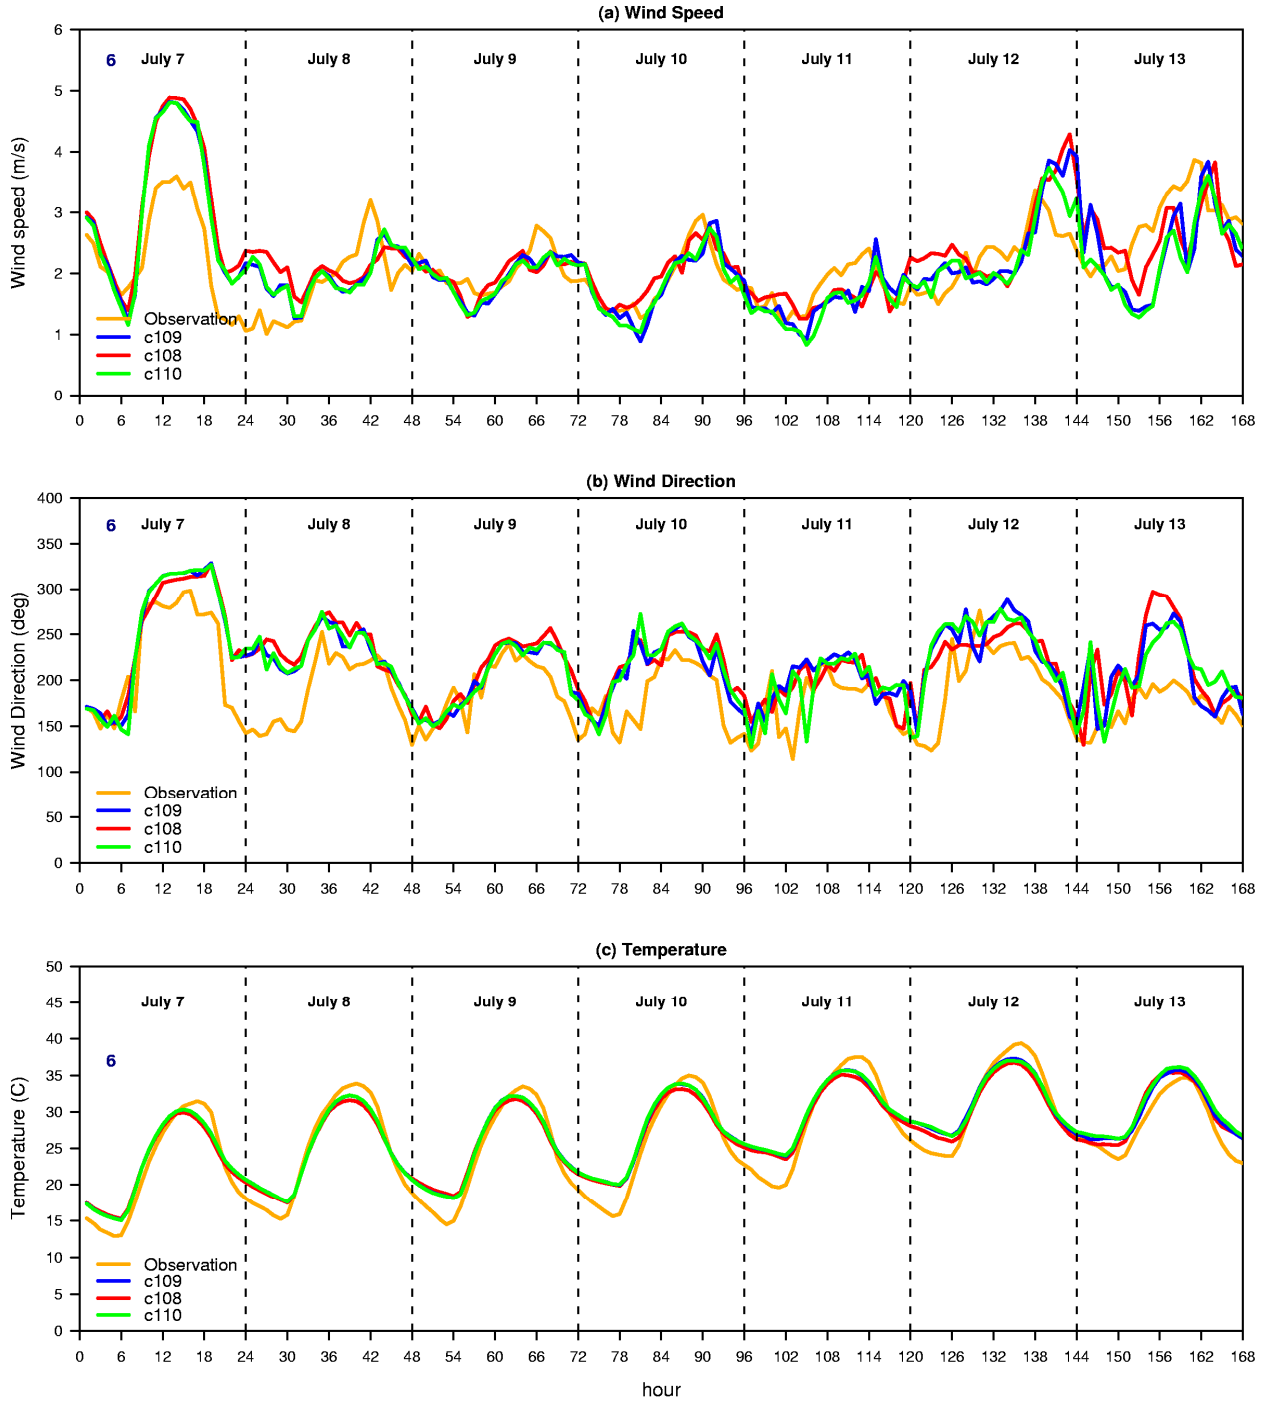 (a) Wind Speed
Wind speed (m/s)
6
5
4
3
2
1
0
6 July 7 July 8 July 9 July 10 July 11 July 12 July 13
Observation
c109
c108
c110
0 6 12 18 24 30 36 42 48 54 60 66 72 78 84 90 96 102 108 114 120 126 132 138 144 150 156 162 168
(b) Wind Direction
Wind Direction (deg)
400
350
300
250
200
150
100
50
0
6 July 7 July 8 July 9 July 10 July 11 July 12 July 13
Observation
c109
c108
c110
0 6 12 18 24 30 36 42 48 54 60 66 72 78 84 90 96 102 108 114 120 126 132 138 144 150 156 162 168
(c) Temperature
Temperature (C)
50
45
40
35
30
25
20
15
10
5
0
July 7 July 8 July 9 July 10 July 11 July 12 July 13
6
Observation
c109
c108
c110
0 6 12 18 24 30 36 42 48 54 60 66 72 78 84 90 96 102 108 114 120 126 132 138 144 150 156 162 168
hour